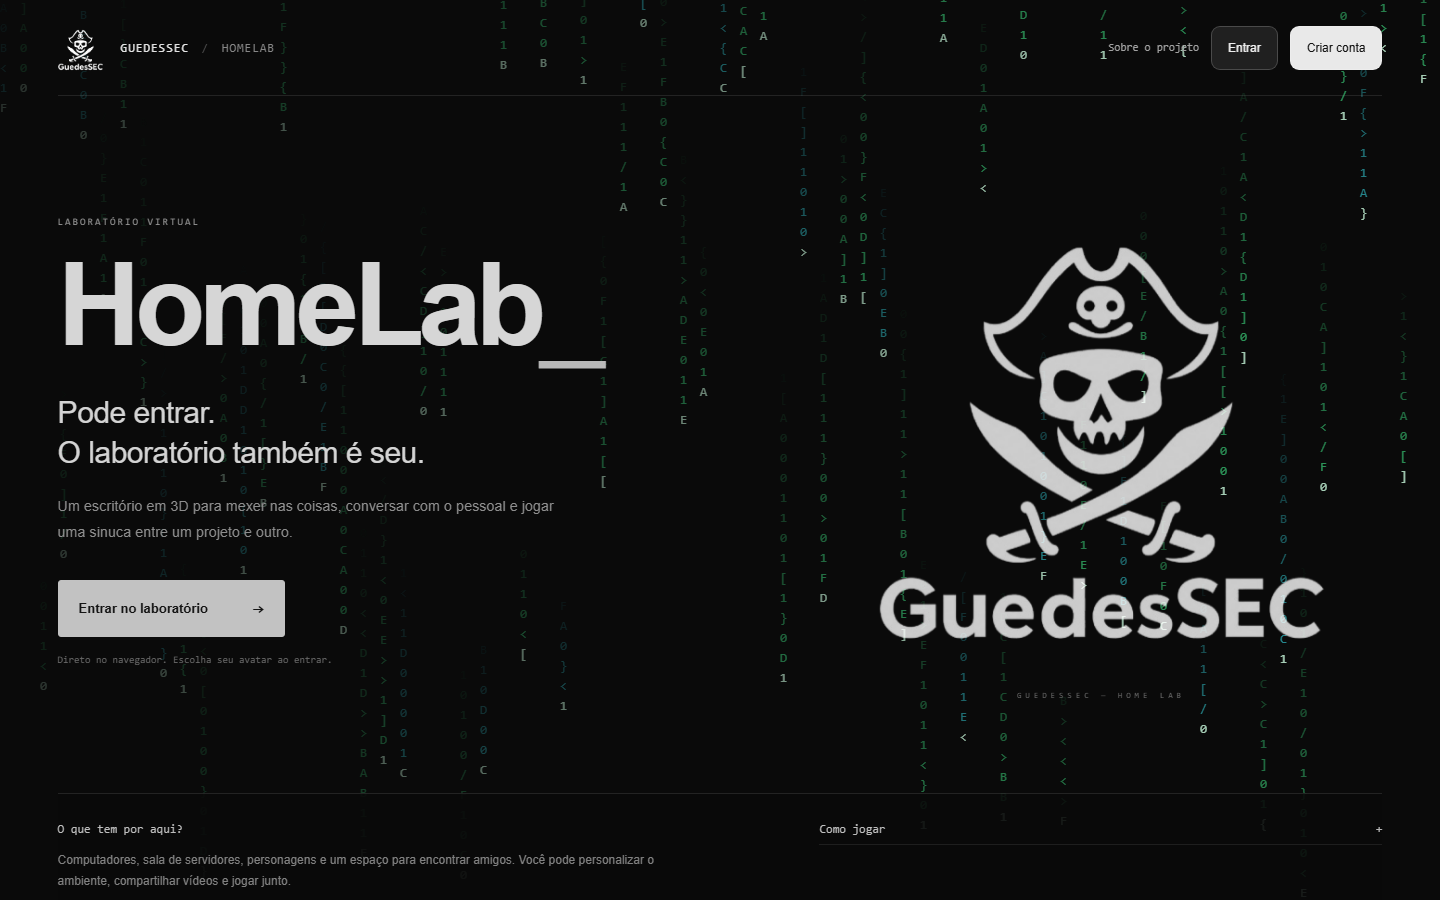 GuedesSEC
GUEDESSEC / HOMELAB
Sobre o projeto
Entrar
Criar conta
LABORATÓRIO VIRTUAL
HomeLab_
Pode entrar.
O laboratório também é seu.
Um escritório em 3D para mexer nas coisas, conversar com o pessoal e jogar
uma sinuca entre um projeto e outro.
Entrar no laboratório →
Direto no navegador. Escolha seu avatar ao entrar.
GuedesSEC
GUEDESSEC — HOME LAB
O que tem por aqui?
Computadores, sala de servidores, personagens e um espaço para encontrar amigos. Você pode personalizar o
ambiente, compartilhar vídeos e jogar junto.
Como jogar +